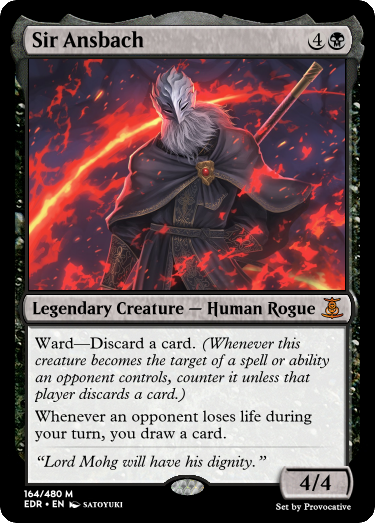 Sir Ansbach 4
Legendary Creature — Human Rogue
Ward—Discard a card. (Whenever this
creature becomes the target of a spell or ability
an opponent controls, counter it unless that
player discards a card.)
Whenever an opponent loses life during
your turn, you draw a card.
“Lord Mohg will have his dignity.”
4/4
164/480 M
EDR • EN SATOYUKI
Set by Provocative